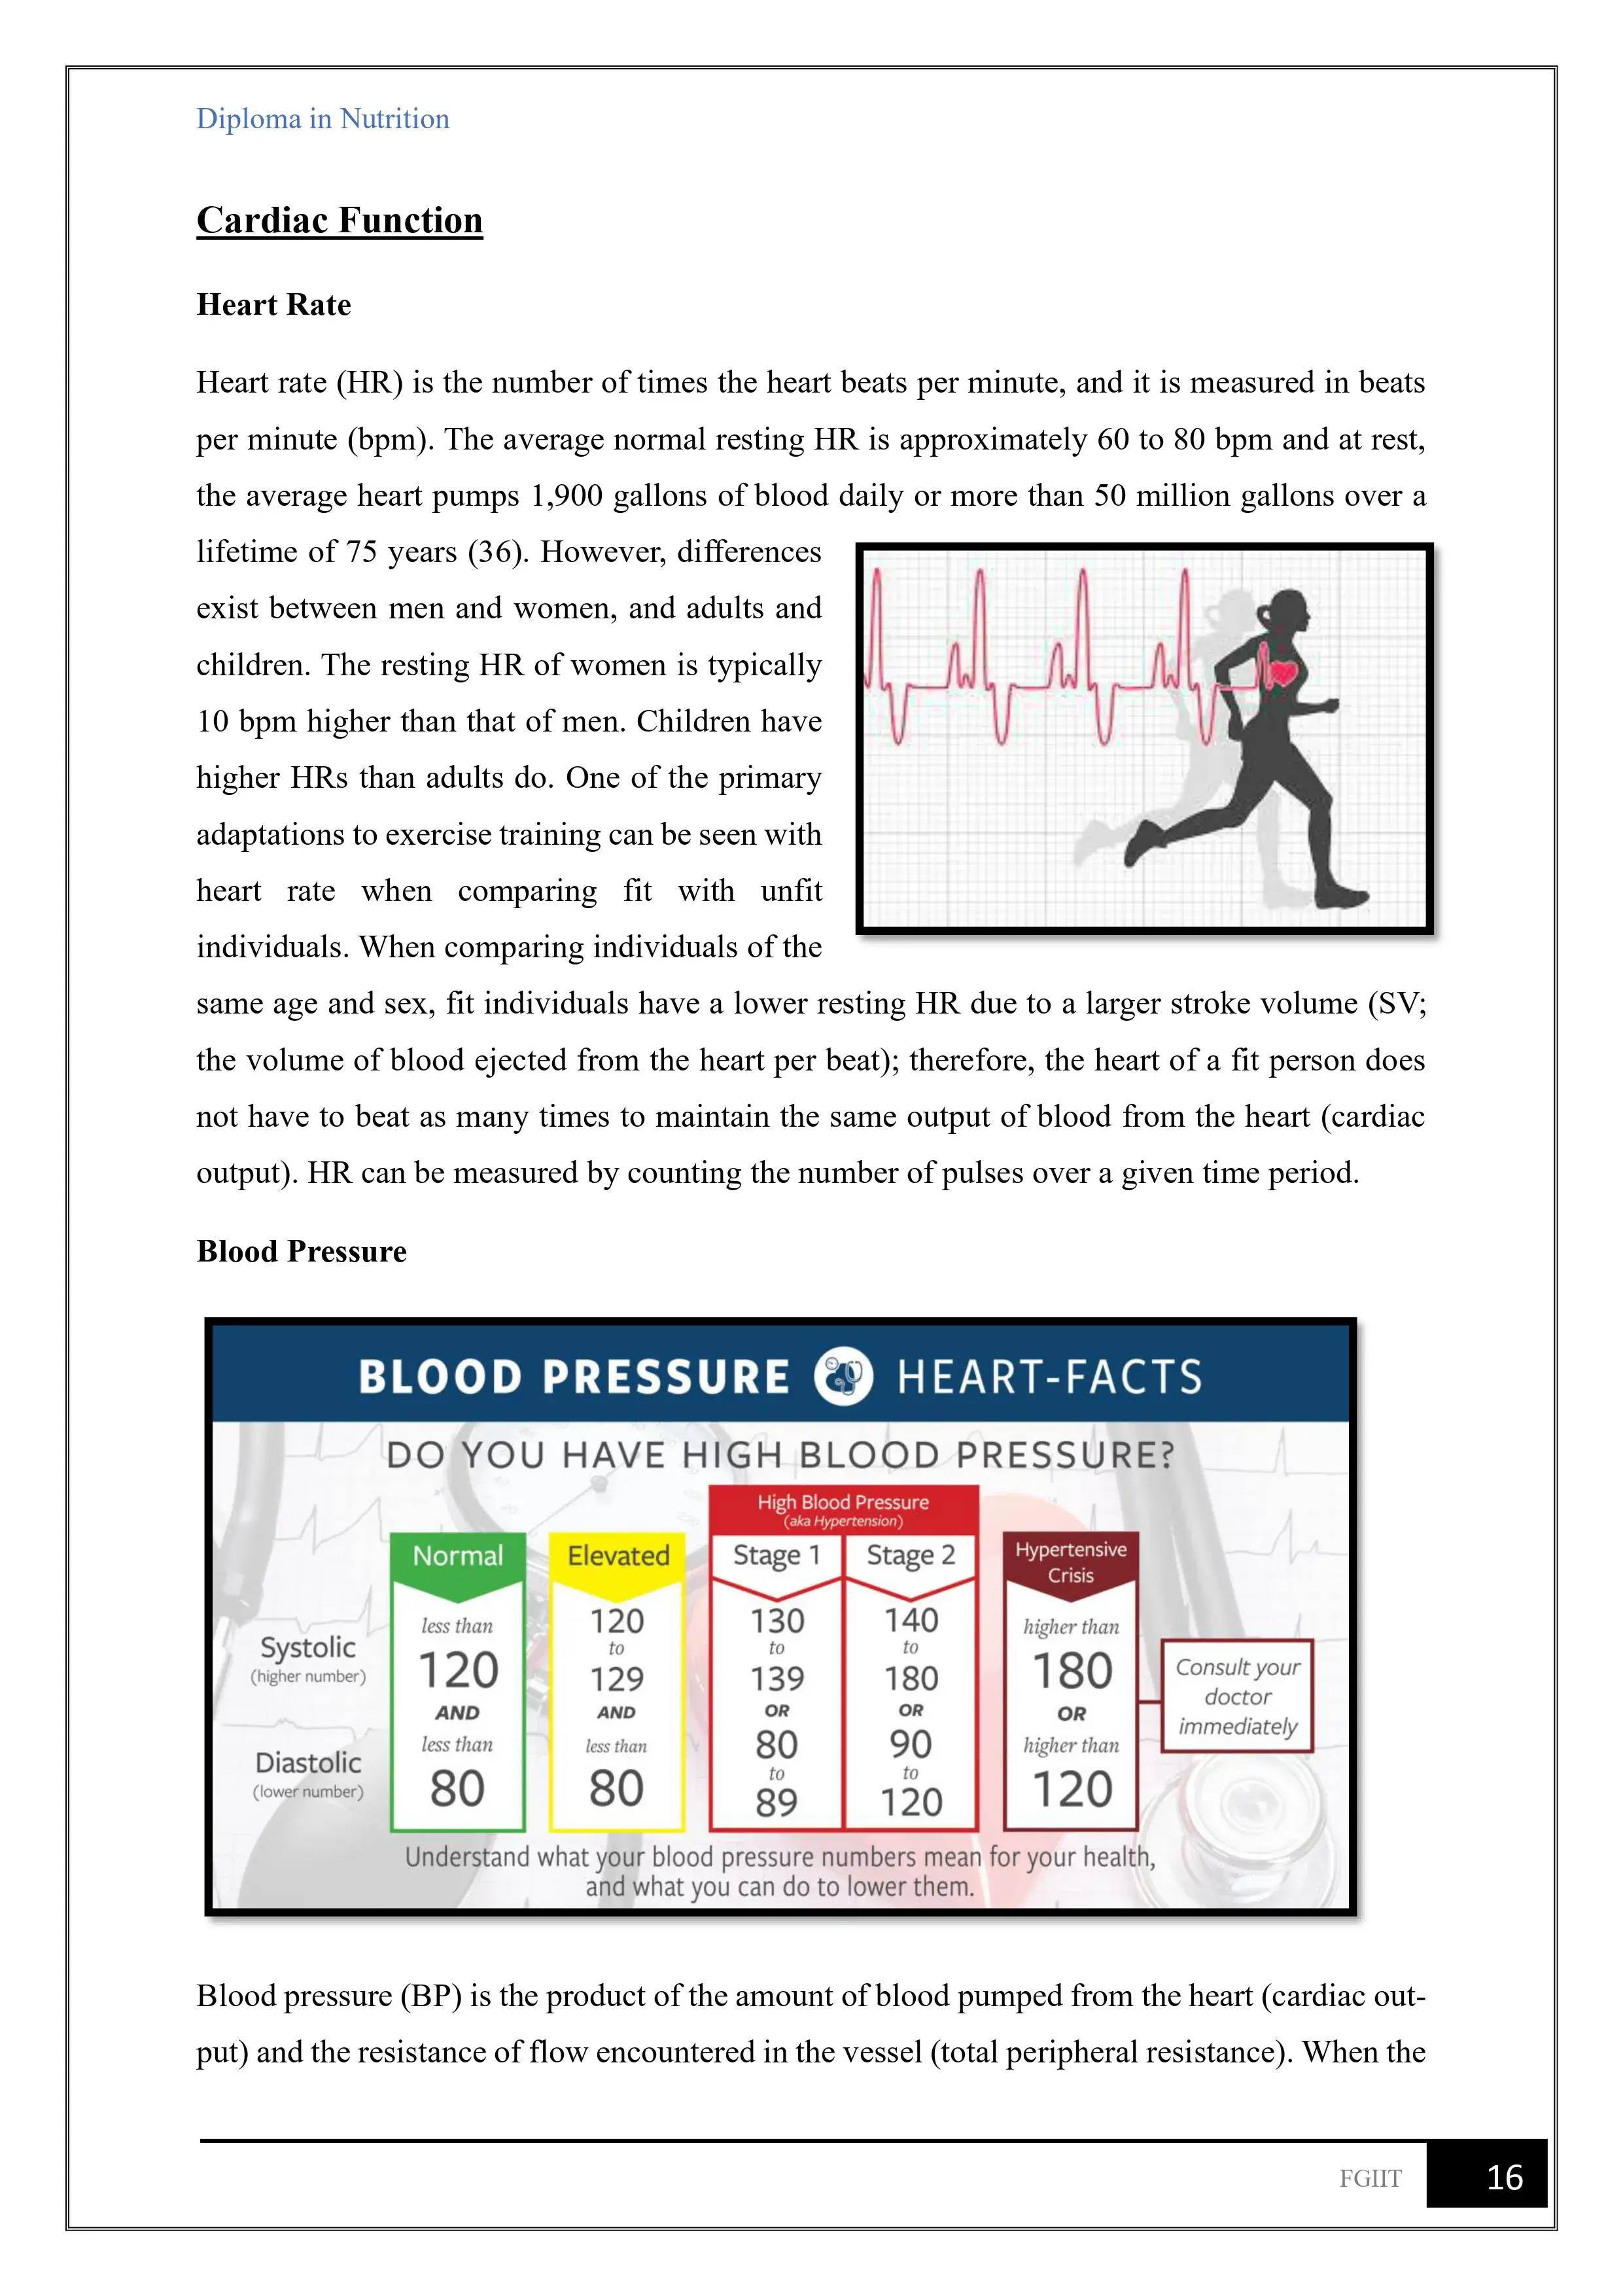 Diploma in Nutrition
Cardiac Function
Heart Rate
Heart rate (HR) is the number of times the heart beats per minute, and it is measured in beats
per minute (bpm). The average normal resting HR is approximately 60 to 80 bpm and at rest,
the average heart pumps 1,900 gallons of blood daily or more than 50 million gallons over a
lifetime of 75 years (36). However, differences
exist between men and women, and adults and
children. The resting HR of women is typically
10 bpm higher than that of men. Children have
higher HRs than adults do. One of the primary
adaptations to exercise training can be seen with
heart rate when comparing fit with unfit
individuals. When comparing individuals of the
same age and sex, fit individuals have a lower resting HR due to a larger stroke volume (SV;
the volume of blood ejected from the heart per beat); therefore, the heart of a fit person does
not have to beat as many times to maintain the same output of blood from the heart (cardiac
output). HR can be measured by counting the number of pulses over a given time period.
Blood Pressure
BLOOD PRESSURE HEART-FACTS
DO YOU HAVE HIGH BLOOD PRESSURE?
High Blood Pressure
(aka Hypertension)
Systolic
(higher number)
Diastolic
(lower number)
Normal
less than
120
AND
less than
80
Elevated
120
to
129
AND
less than
80
Stage 1
130
to
139
OR
80
to
89
Stage 2
140
to
180
OR
90
to
120
Hypertensive
Crisis
higher than
180
OR
higher than
120
Consult your
doctor
immediately
Understand what your blood pressure numbers mean for your health,
and what you can do to lower them.
Blood pressure (BP) is the product of the amount of blood pumped from the heart (cardiac out-
put) and the resistance of flow encountered in the vessel (total peripheral resistance). When the
FGIIT
16